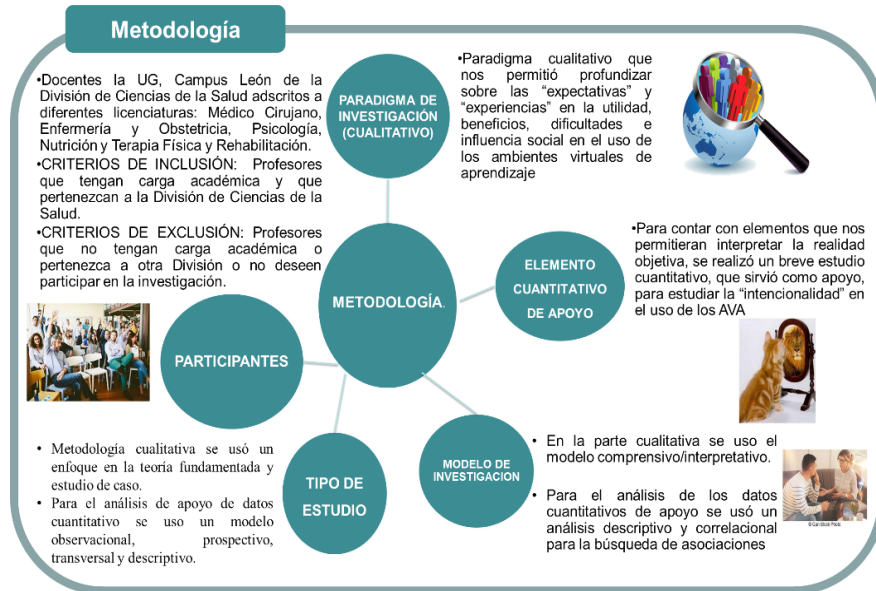 Metodología
•Docentes la UG, Campus León de la
División de Ciencias de la Salud adscritos a
diferentes licenciaturas: Médico Cirujano,
Enfermería y Obstetricia, Psicología,
Nutrición y Terapia Física y Rehabilitación.
•CRITERIOS DE INCLUSIÓN: Profesores
que tengan carga académica y que
pertenezcan a la División de Ciencias de la
Salud.
•CRITERIOS DE EXCLUSIÓN: Profesores
que no tengan carga académica o
pertenezca a otra División o no deseen
participar en la investigación.
PARADIGMA DE
INVESTIGACIÓN
(CUALITATIVO)
•Paradigma cualitativo que
nos permitió profundizar
sobre las “expectativas” y
“experiencias” en la utilidad,
beneficios, dificultades e
influencia social en el uso de
los ambientes virtuales de
aprendizaje
METODOLOGÍA.
ELEMENTO
CUANTITATIVO
DE APOYO
•Para contar con elementos que nos
permitieran interpretar la realidad
objetiva, se realizó un breve estudio
cuantitativo, que sirvió como apoyo,
para estudiar la “intencionalidad” en
el uso de los AVA
PARTICIPANTES
• Metodología cualitativa se usó un
enfoque en la teoría fundamentada y
estudio de caso.
• Para el análisis de apoyo de datos
cuantitativo se uso un modelo
observacional, prospectivo,
transversal y descriptivo.
TIPO DE
ESTUDIO
MODELO DE
INVESTIGACION
• En la parte cualitativa se uso el
modelo comprensivo/interpretativo.
• Para el análisis de los datos
cuantitativos de apoyo se usó un
análisis descriptivo y correlacional
para la búsqueda de asociaciones